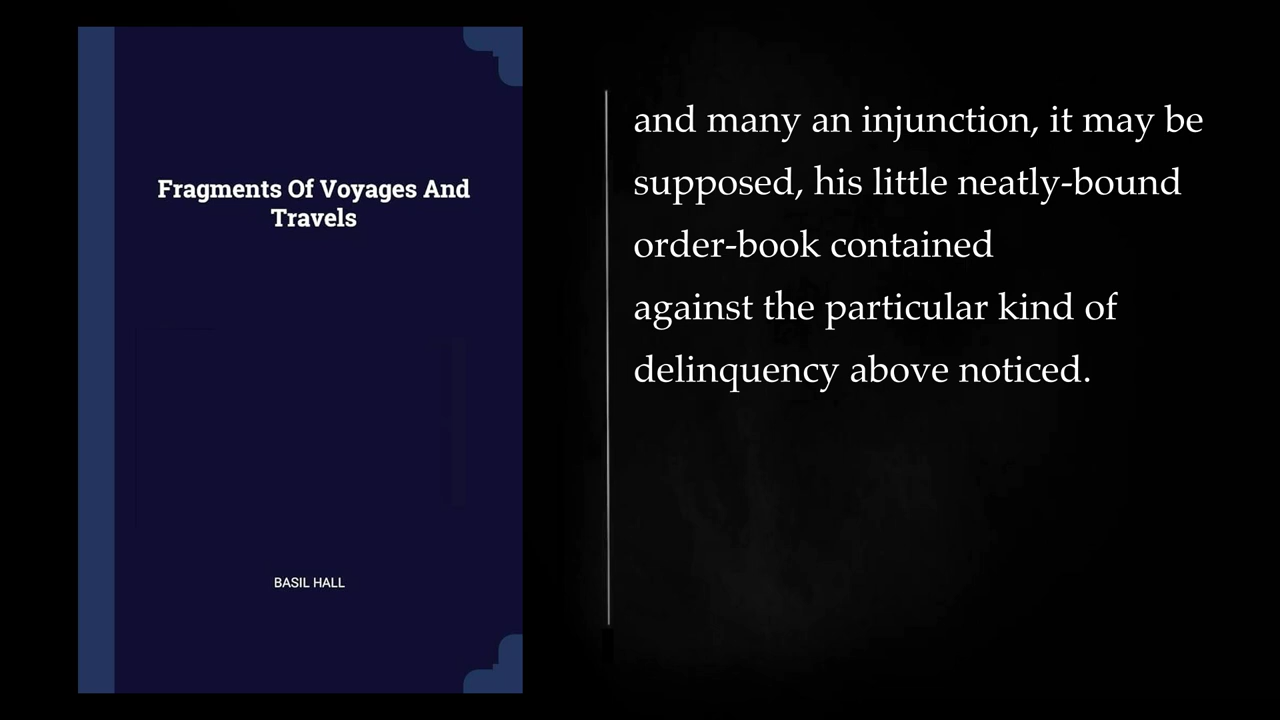 Fragments Of Voyages And
Travels
BASIL HALL
and many an injunction, it may be
supposed, his little neatly-bound
order-book contained
against the particular kind of
delinquency above noticed.